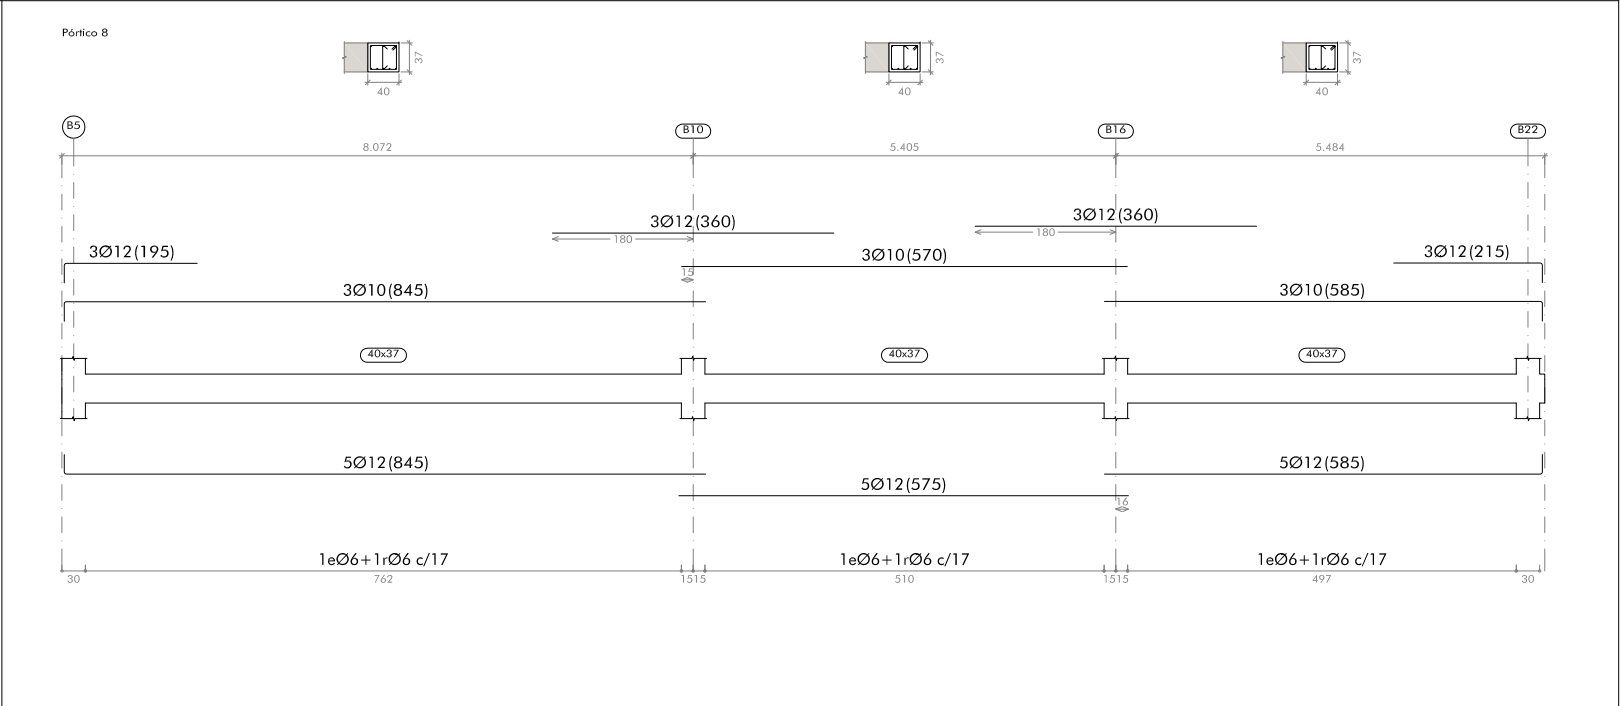 Pórtico 8
37
40
37
40
37
40
B5
B10
B16
B22
8.072
5.405
5.484
3Ø12(360)
180
3Ø12(360)
180
3Ø12(195)
3Ø10(570)
15
3Ø12(215)
3Ø10(845)
3Ø10(585)
40x37
40x37
40x37
5Ø12(845)
5Ø12(585)
5Ø12(575)
16
1eØ6+1rØ6 c/17
1eØ6+1rØ6 c/17
1eØ6+1rØ6 c/17
30
762
1515
510
1515
497
30